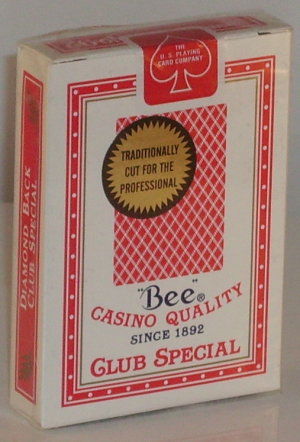 THE
U.S. PLAYING
CARD COMPANY
TRADITIONALLY
CUT FOR THE
PROFESSIONAL
"Bee"®
CASINO QUALITY
SINCE 1892
CLUB SPECIAL
DIAMOND BACK
CLUB SPECIAL